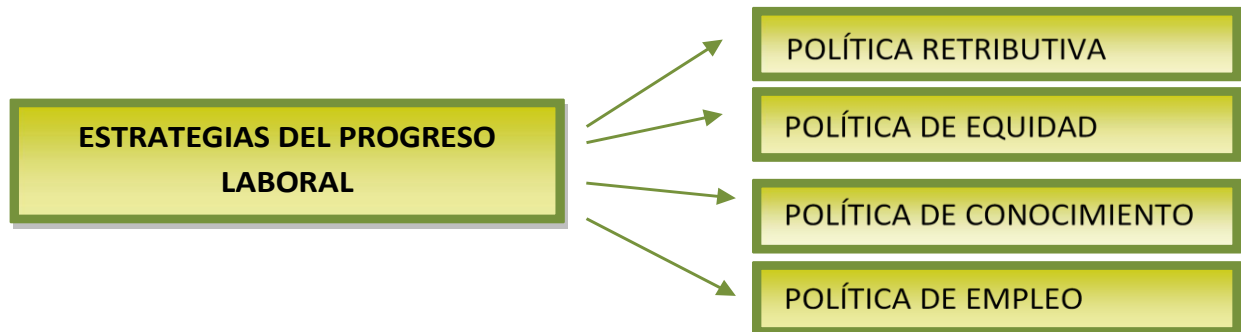 ESTRATEGIAS DEL PROGRESO
LABORAL
POLÍTICA RETRIBUTIVA
POLÍTICA DE EQUIDAD
POLÍTICA DE CONOCIMIENTO
POLÍTICA DE EMPLEO